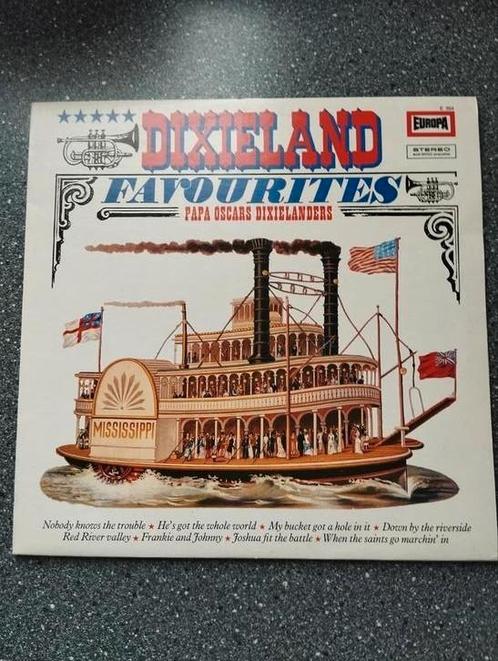 DIXIELAND
EUROPA
STEREO
FAVOURITES
PAPA OSCARS DIXIELANDERS
MISSISSIPPI
Nobody knows the trouble ★ He's got the whole world ★ My bucket got a hole in it ★ Down by the riverside
Red River valley ★ Frankie and Johnny ★ Joshua fit the battle ★ When the saints go marchin' in